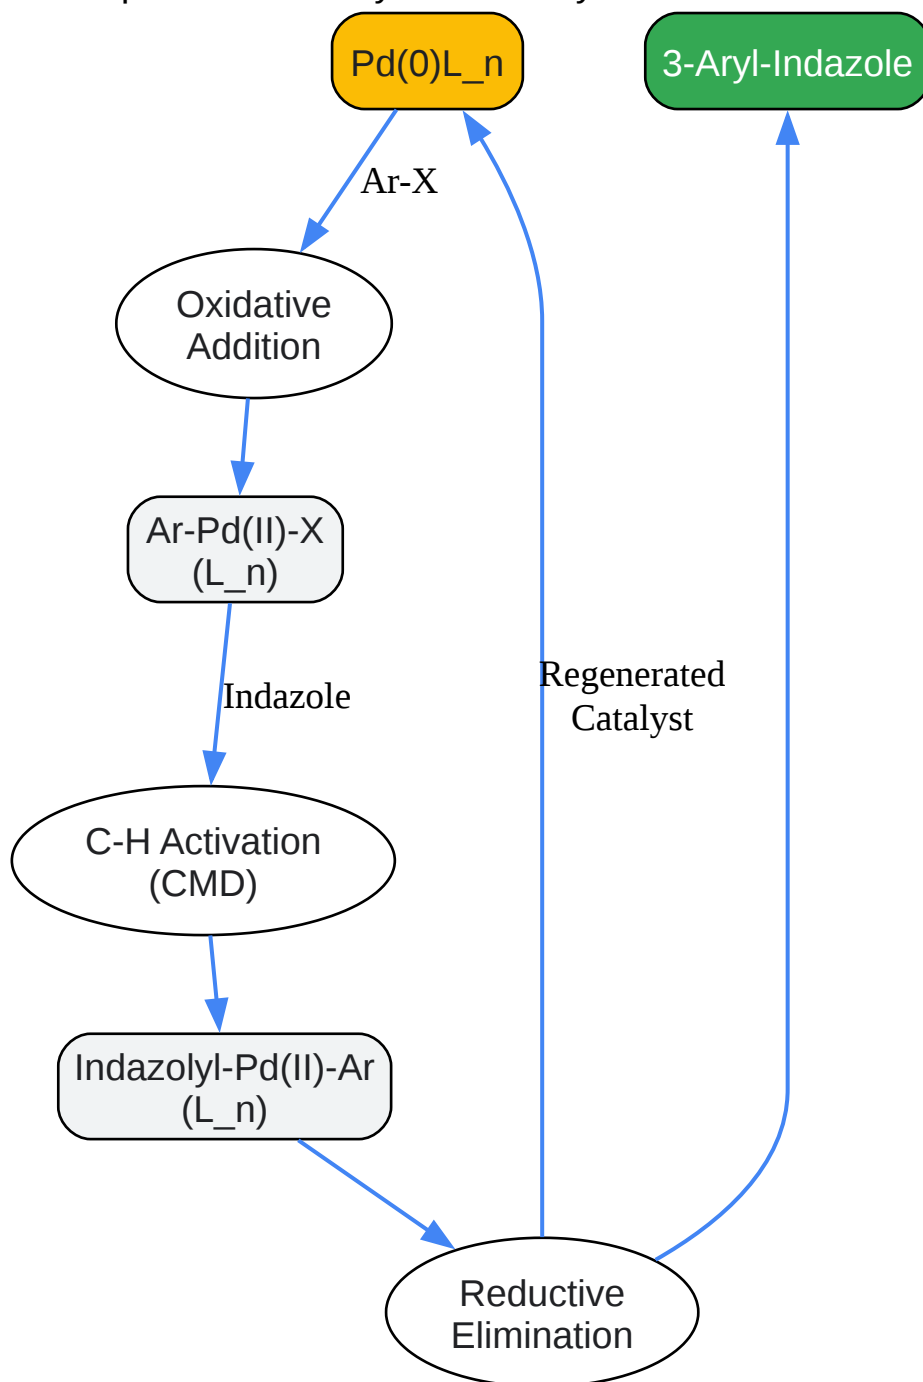 Pd(0)L_n
3-Aryl-Indazole
Ar-X
Oxidative
Addition
Ar-Pd(II)-X
(L_n)
Indazole
Regenerated
Catalyst
C-H Activation
(CMD)
Indazolyl-Pd(II)-Ar
(L_n)
Reductive
Elimination